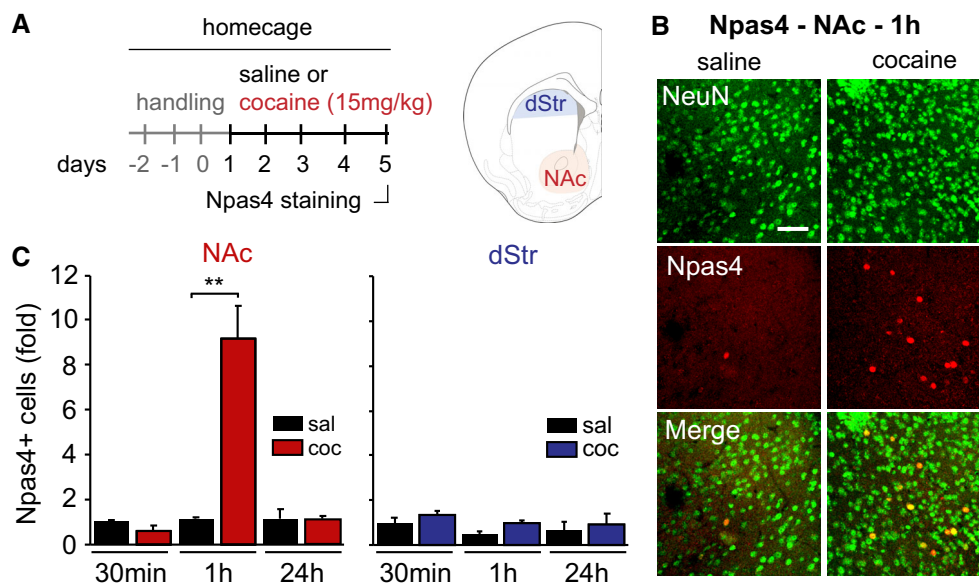 A
homecage
saline or
handling cocaine (15mg/kg)
days -2 -1 0 1 2 3 4 5
Npas4 staining
dStr
NAc
B Npas4 - NAc - 1h
saline cocaine
NeuN
Npas4
Merge
C
NAc
dStr
Npas4+ cells (fold)
12
10
8
6
4
2
0
**
sal
coc
sal
coc
30min 1h 24h
30min 1h 24h